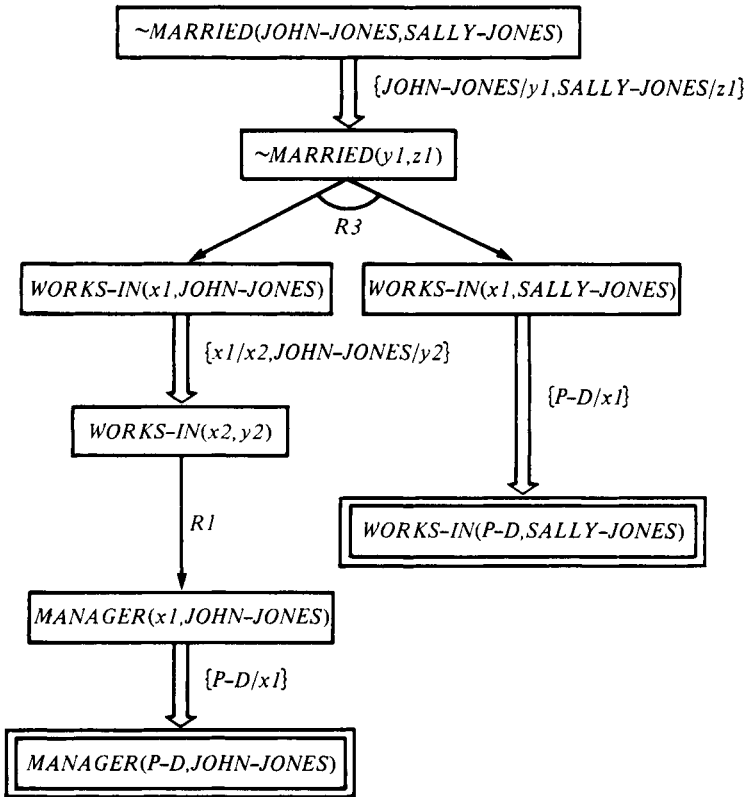 ~MARRIED(JOHN–JONES,SALLY–JONES)
{JOHN–JONES/y1,SALLY–JONES/z1}
~MARRIED(y1,z1)
R3
WORKS–IN(x1,JOHN–JONES)
WORKS–IN(x1,SALLY–JONES)
{x1/x2,JOHN–JONES/y2}
{P–D/x1}
WORKS–IN(x2,y2)
R1
WORKS–IN(P–D,SALLY–JONES)
MANAGER(x1,JOHN–JONES)
{P–D/x1}
MANAGER(P–D,JOHN–JONES)